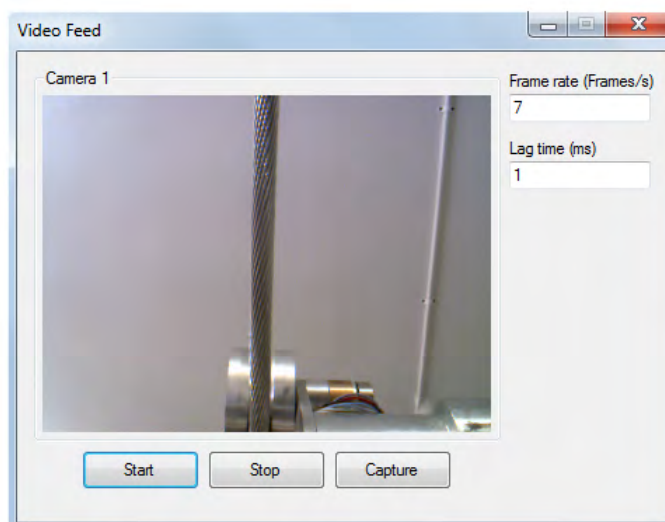 Video Feed
Camera 1
Frame rate (Frames/s)
7
Lag time (ms)
1
Start
Stop
Capture